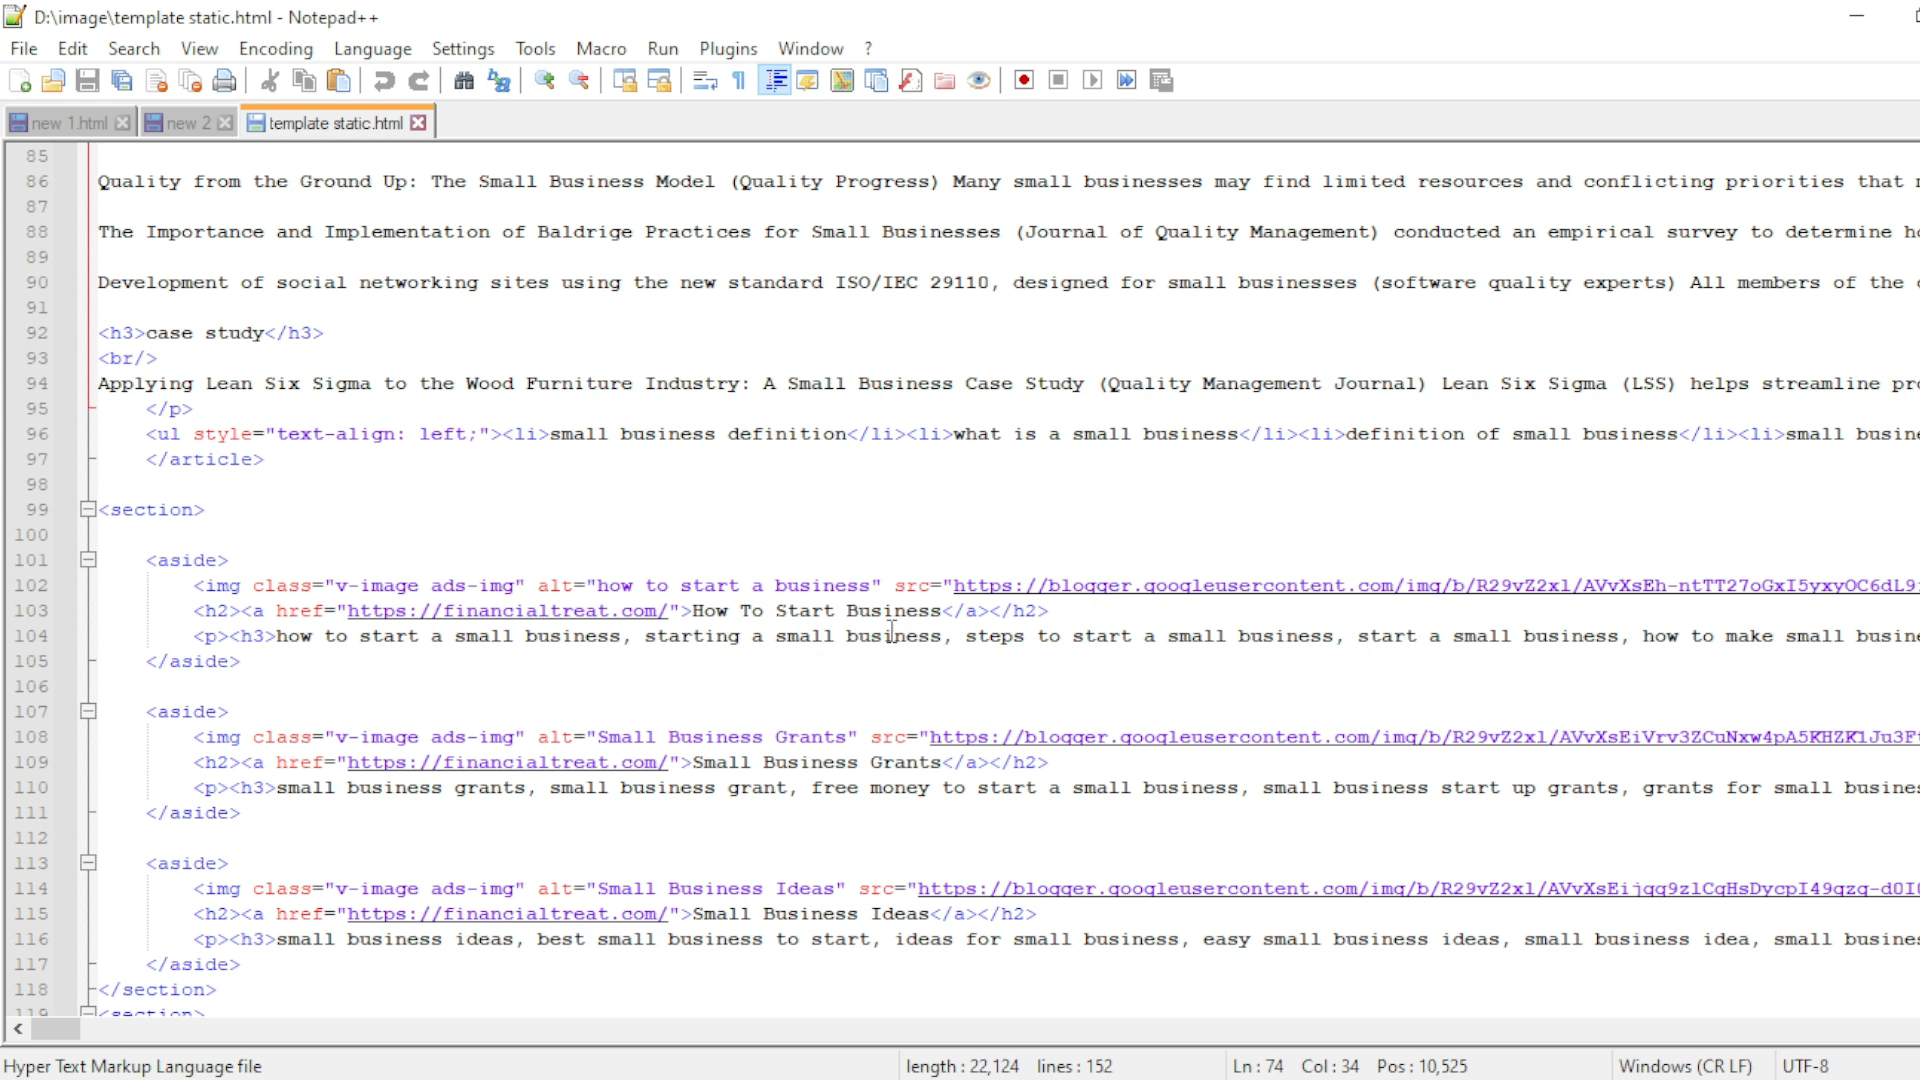 D:\image\template static.html - Notepad++
File Edit Search View Encoding Language Settings Tools Macro Run Plugins Window ?
new 1.html new 2 template static.html
85
86 Quality from the Ground Up: The Small Business Model (Quality Progress) Many small businesses may find limited resources and conflicting priorities that
87
88 The Importance and Implementation of Baldrige Practices for Small Businesses (Journal of Quality Management) conducted an empirical survey to determine
89
90 Development of social networking sites using the new standard ISO/IEC 29110, designed for small businesses (software quality experts) All members of the
91
92 <h3>case study</h3>
93 <br/>
94 Applying Lean Six Sigma to the Wood Furniture Industry: A Small Business Case Study (Quality Management Journal) Lean Six Sigma (LSS) helps streamline
95 </p>
96 <ul style="text-align: left;"><li>small business definition</li><li>what is a small business</li><li>definition of small business</li><li>small
97 </article>
98
99 <section>
100
101 <aside>
102 <img class="v-image ads-img" alt="how to start a business" src="https://blogger.googleusercontent.com/img/b/R29vZ2xl/AVvXsEh-ntTT27oGxI5yxyOC6dL9
103 <h2><a href="https://financialtreat.com/">How To Start Business</a></h2>
104 <p><h3>how to start a small business, starting a small business, steps to start a small business, start a small business, how to make small
105 </aside>
106
107 <aside>
108 <img class="v-image ads-img" alt="Small Business Grants" src="https://blogger.googleusercontent.com/img/b/R29vZ2xl/AVvXsEiVrv3ZCuNxw4pA5KHZK1Ju3F
109 <h2><a href="https://financialtreat.com/">Small Business Grants</a></h2>
110 <p><h3>small business grants, small business grant, free money to start a small business, small business start up grants, grants for small
111 </aside>
112
113 <aside>
114 <img class="v-image ads-img" alt="Small Business Ideas" src="https://blogger.googleusercontent.com/img/b/R29vZ2xl/AVvXsEijqq9zlCqHsDycpI49qzq-d0I
115 <h2><a href="https://financialtreat.com/">Small Business Ideas</a></h2>
116 <p><h3>small business ideas, best small business to start, ideas for small business, easy small business ideas, small business idea, small
117 </aside>
118 </section>
119 <section>
Hyper Text Markup Language file length : 22,124 lines : 152 Ln : 74 Col : 34 Pos : 10,525 Windows (CR LF) UTF-8